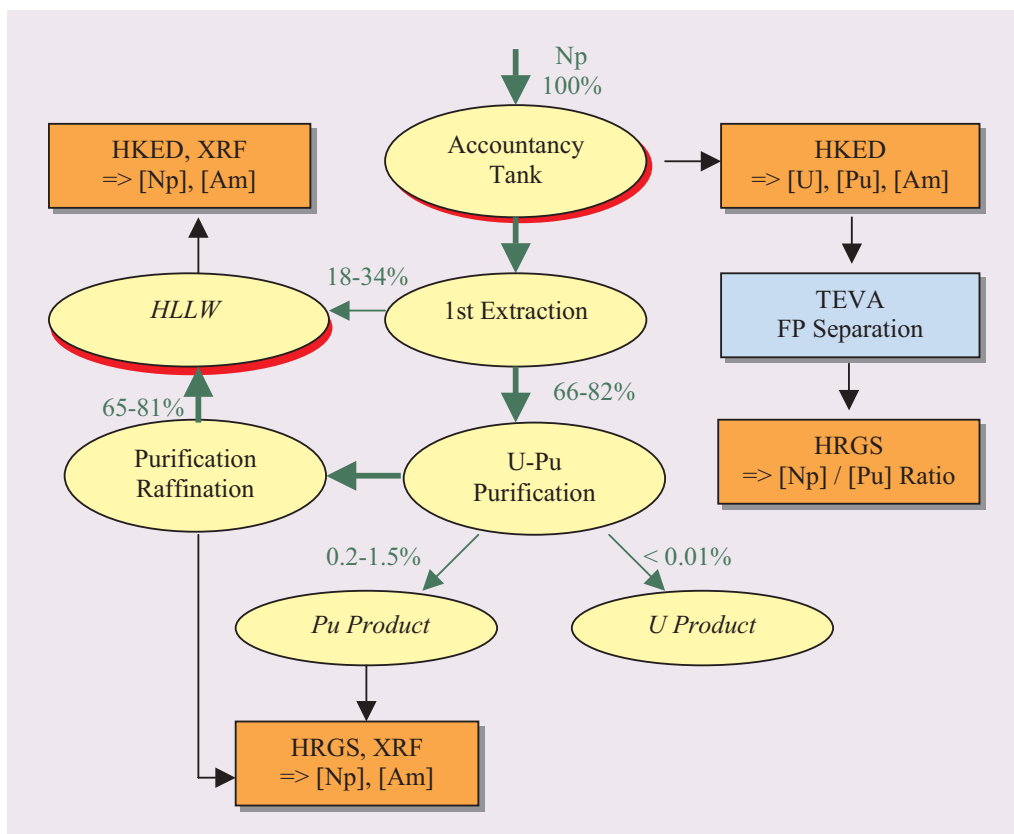 Np
100%
Accountancy
Tank
HKED, XRF
=> [Np], [Am]
HKED
=> [U], [Pu], [Am]
18-34%
HLLW
1st Extraction
TEVA
FP Separation
65-81%
66-82%
Purification
Raffination
U-Pu
Purification
HRGS
=> [Np] / [Pu] Ratio
0.2-1.5%
< 0.01%
Pu Product
U Product
HRGS, XRF
=> [Np], [Am]